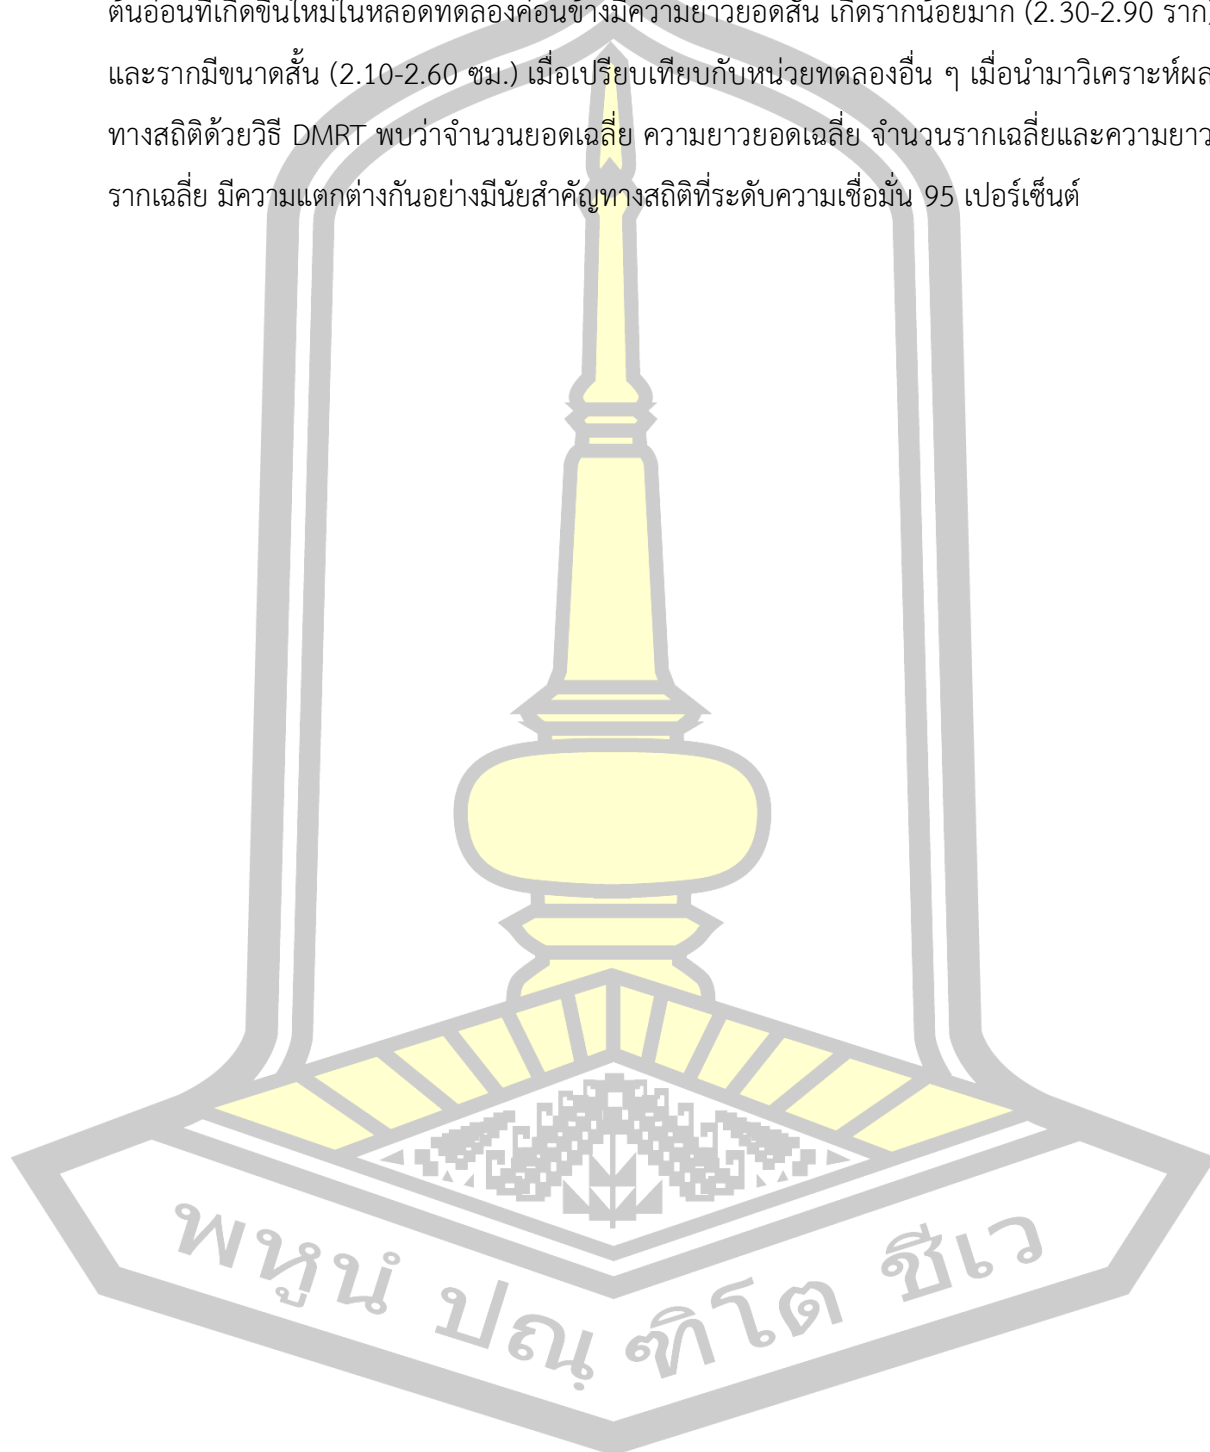 ต้นอ่อนที่เกิดขึ้นใหม่ในหลอดทดลองค่อนข้างมีความยาวยอดสั้น เกิดรากน้อยมาก (2.30-2.90 ราก)
และรากมีขนาดสั้น (2.10-2.60 ซม.) เมื่อเปรียบเทียบกับหน่วยทดลองอื่น ๆ เมื่อนำมาวิเคราะห์ผล
ทางสถิติด้วยวิธี DMRT พบว่าจำนวนยอดเฉลี่ย ความยาวยอดเฉลี่ย จำนวนรากเฉลี่ยและความยาว
รากเฉลี่ย มีความแตกต่างกันอย่างมีนัยสำคัญทางสถิติที่ระดับความเชื่อมั่น 95 เปอร์เซ็นต์
พหูนํ ปณฺ ฑิโต ชีเว